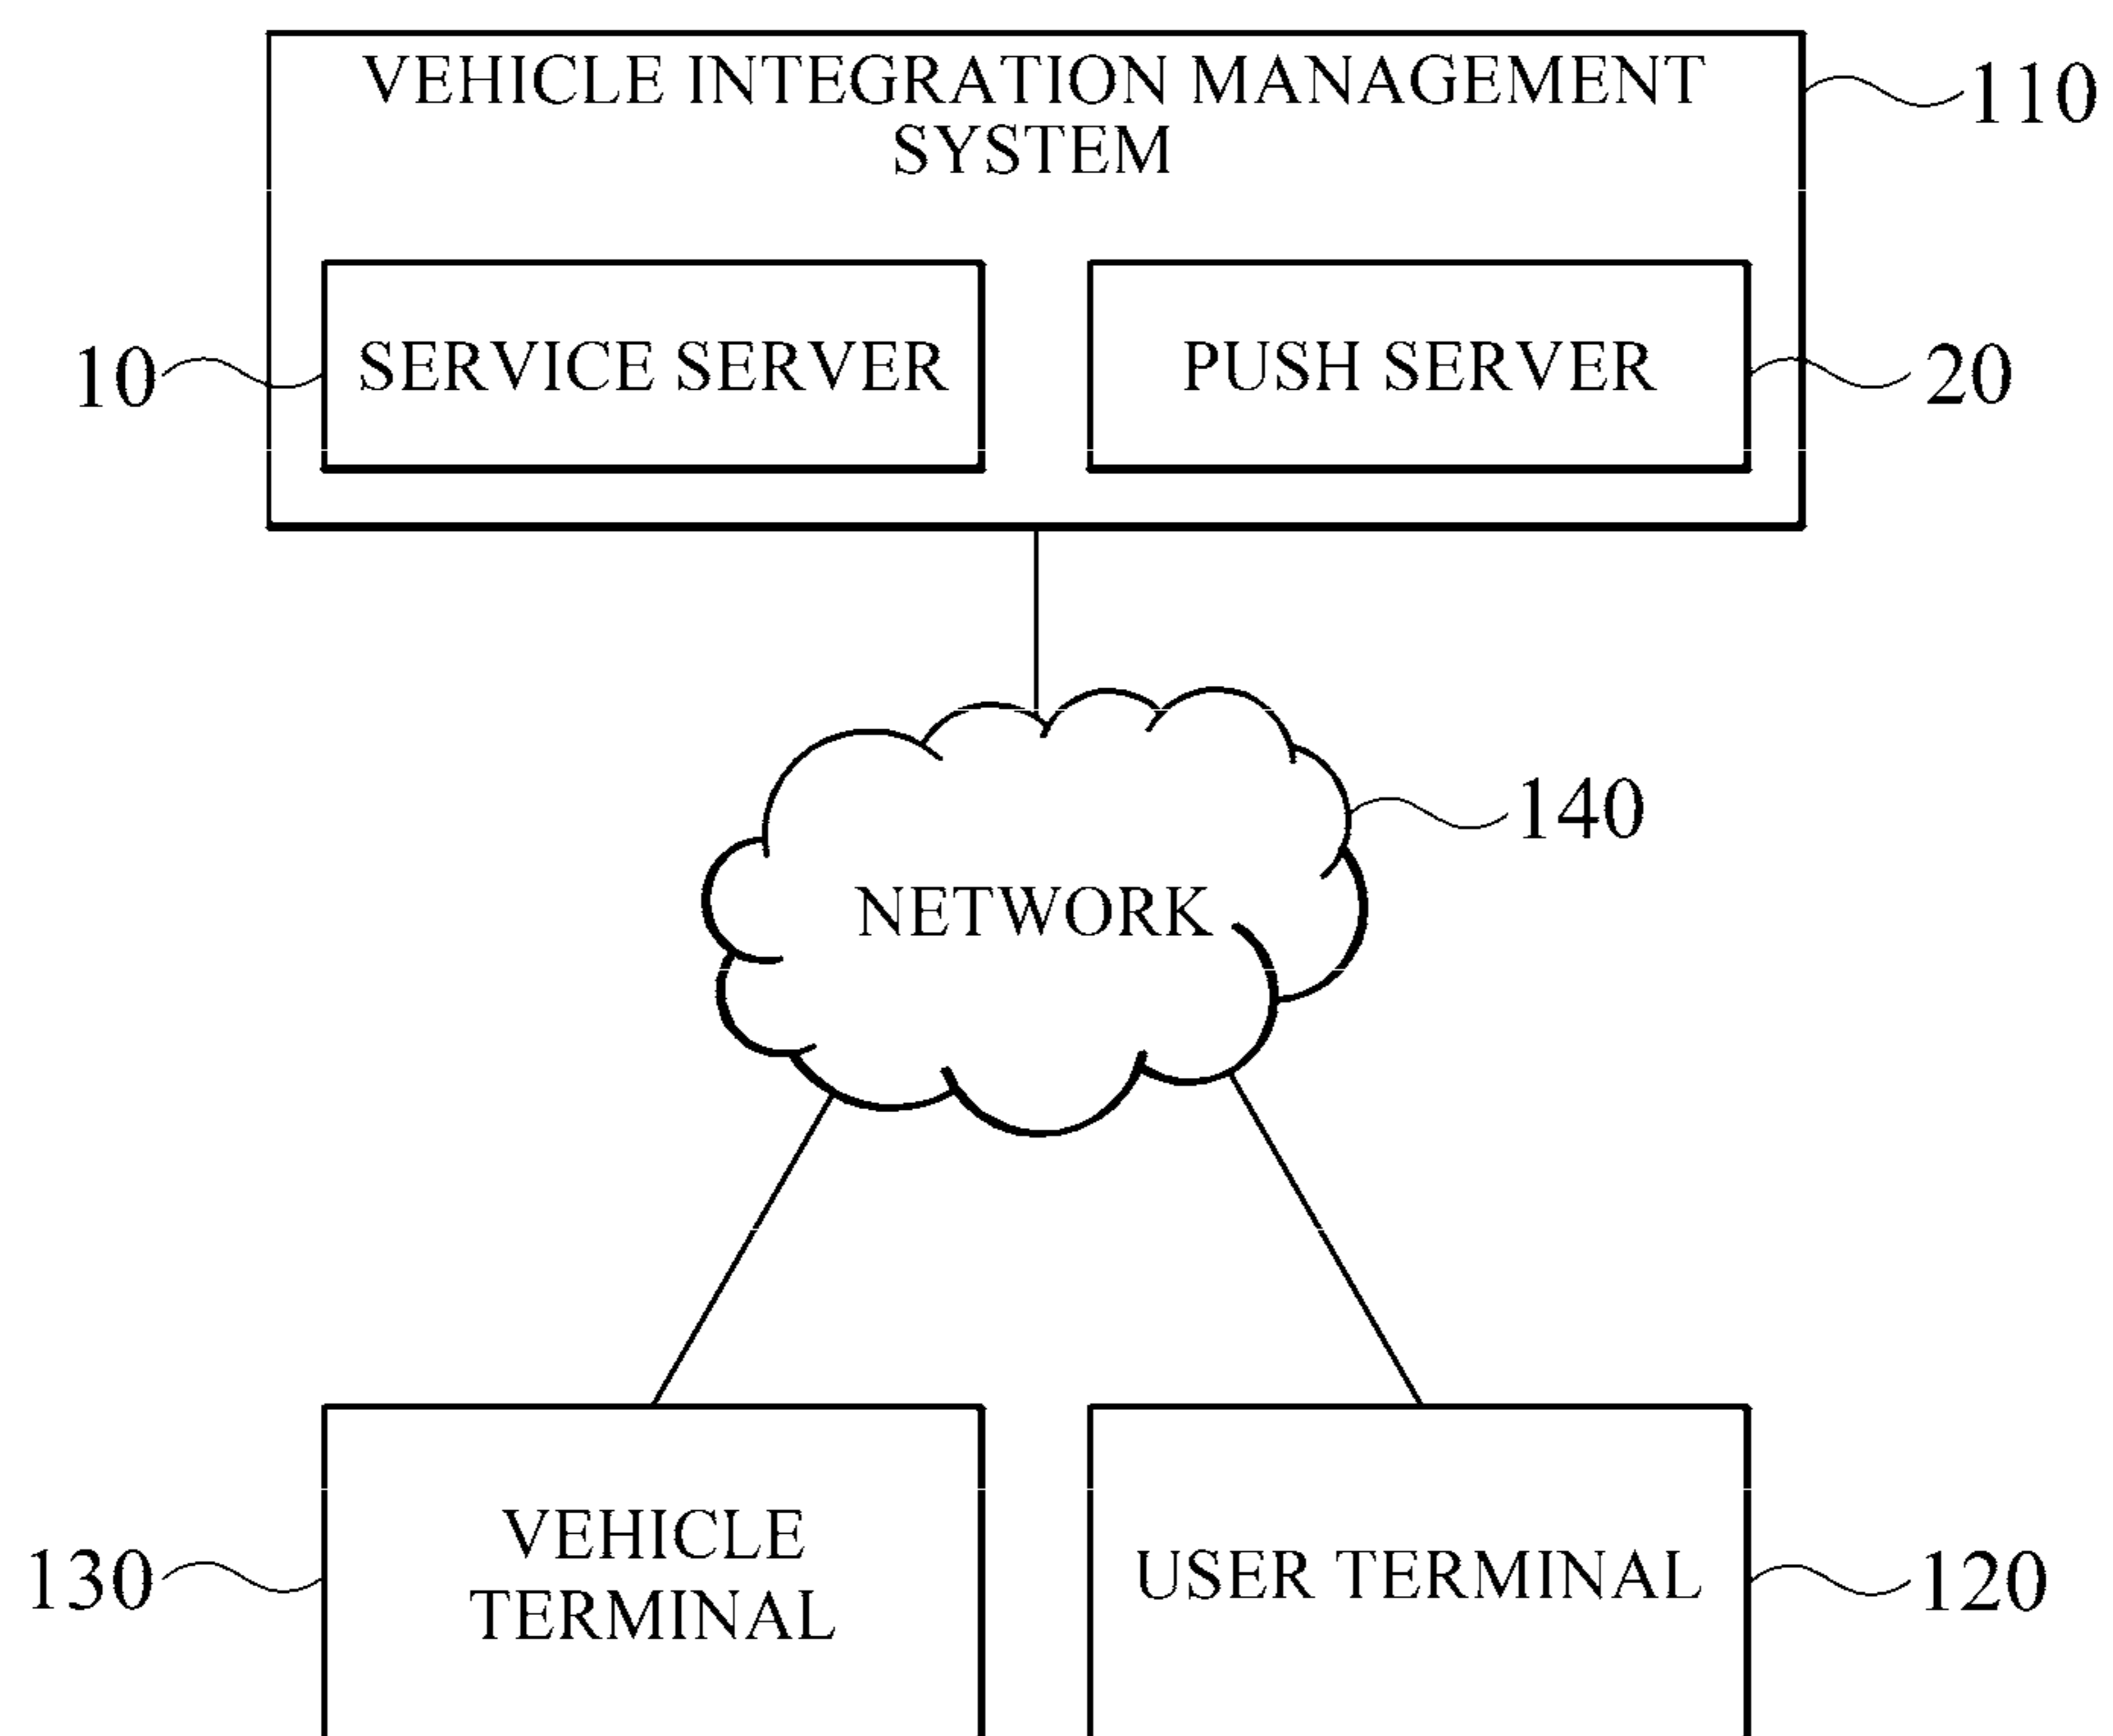 VEHICLE INTEGRATION MANAGEMENT
SYSTEM
110
10
SERVICE SERVER
PUSH SERVER
20
140
NETWORK
130
VEHICLE
TERMINAL
USER TERMINAL
120